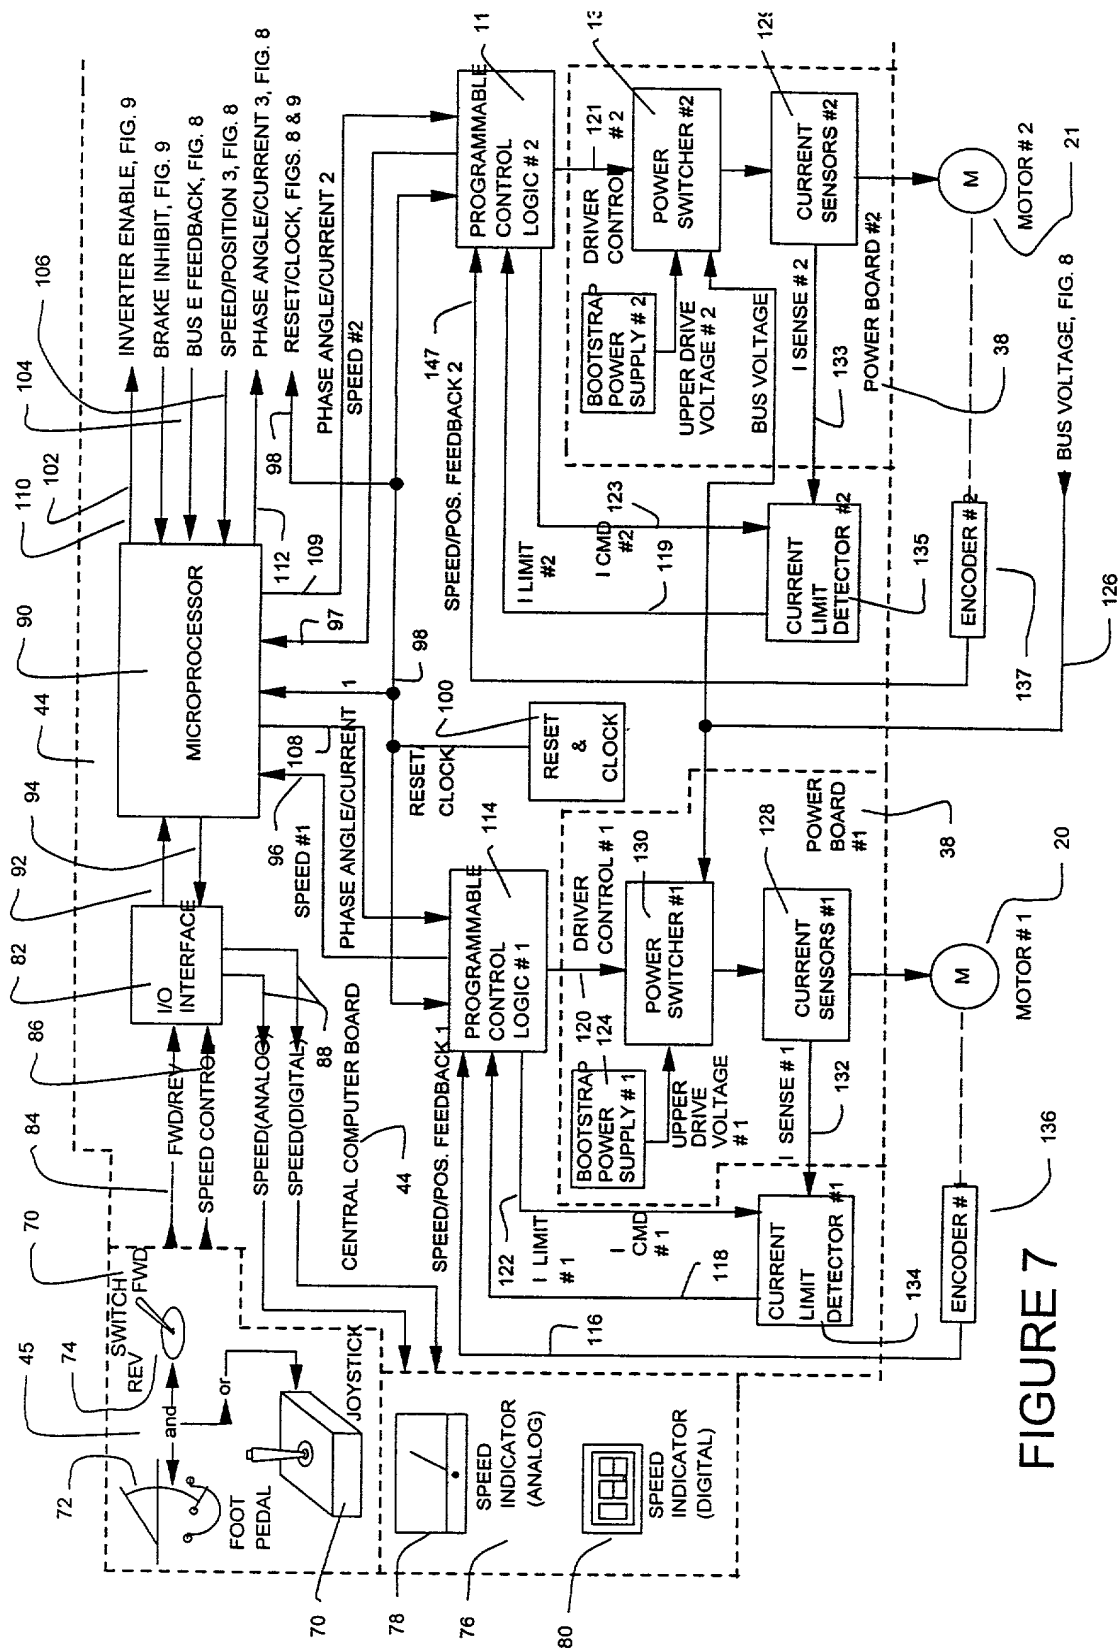 72
45
74
70
84
86
82
92
94
44
90
110
102
104
106
FOOT
PEDAL
and
or
SWITCH
FWD
REV
JOYSTICK
70
FWD/REV
SPEED CONTROL
I/O
INTERFACE
MICROPROCESSOR
INVERTER ENABLE, FIG. 9
BRAKE INHIBIT, FIG. 9
BUS E FEEDBACK, FIG. 8
SPEED/POSITION 3, FIG. 8
PHASE ANGLE/CURRENT 3, FIG. 8
RESET/CLOCK, FIGS. 8 & 9
98
112
109
SPEED(ANALOG)
SPEED(DIGITAL)
88
CENTRAL COMPUTER BOARD
44
96
SPEED #1
108
PHASE ANGLE/CURRENT 1
97
PHASE ANGLE/CURRENT 2
SPEED #2
78
SPEED
INDICATOR
(ANALOG)
76
80
SPEED
INDICATOR
(DIGITAL)
RESET/
CLOCK
98
100
RESET
&
CLOCK
SPEED/POS. FEEDBACK 1
PROGRAMMABLE
CONTROL
LOGIC # 1
114
SPEED/POS. FEEDBACK 2
147
PROGRAMMABLE
CONTROL
LOGIC # 2
11
116
122
I LIMIT
# 1
I CMD
# 1
118
120
DRIVER
CONTROL # 1
BOOTSTRAP
POWER
SUPPLY # 1
124
POWER
SWITCHER #1
130
UPPER DRIVE
VOLTAGE
# 1
I LIMIT
#2
I CMD
#2
123
119
DRIVER
CONTROL
# 2
121
BOOTSTRAP
POWER
SUPPLY # 2
POWER
SWITCHER #2
13
UPPER DRIVE
VOLTAGE # 2
BUS VOLTAGE
CURRENT
LIMIT
DETECTOR #1
134
I SENSE # 1
132
CURRENT
SENSORS #1
128
POWER
BOARD
#1
38
CURRENT
LIMIT
DETECTOR #2
135
I SENSE # 2
133
CURRENT
SENSORS #2
129
POWER BOARD #2
38
ENCODER # 1
136
M
MOTOR # 1
20
ENCODER # 2
137
M
MOTOR # 2
21
BUS VOLTAGE, FIG. 8
126
FIGURE 7